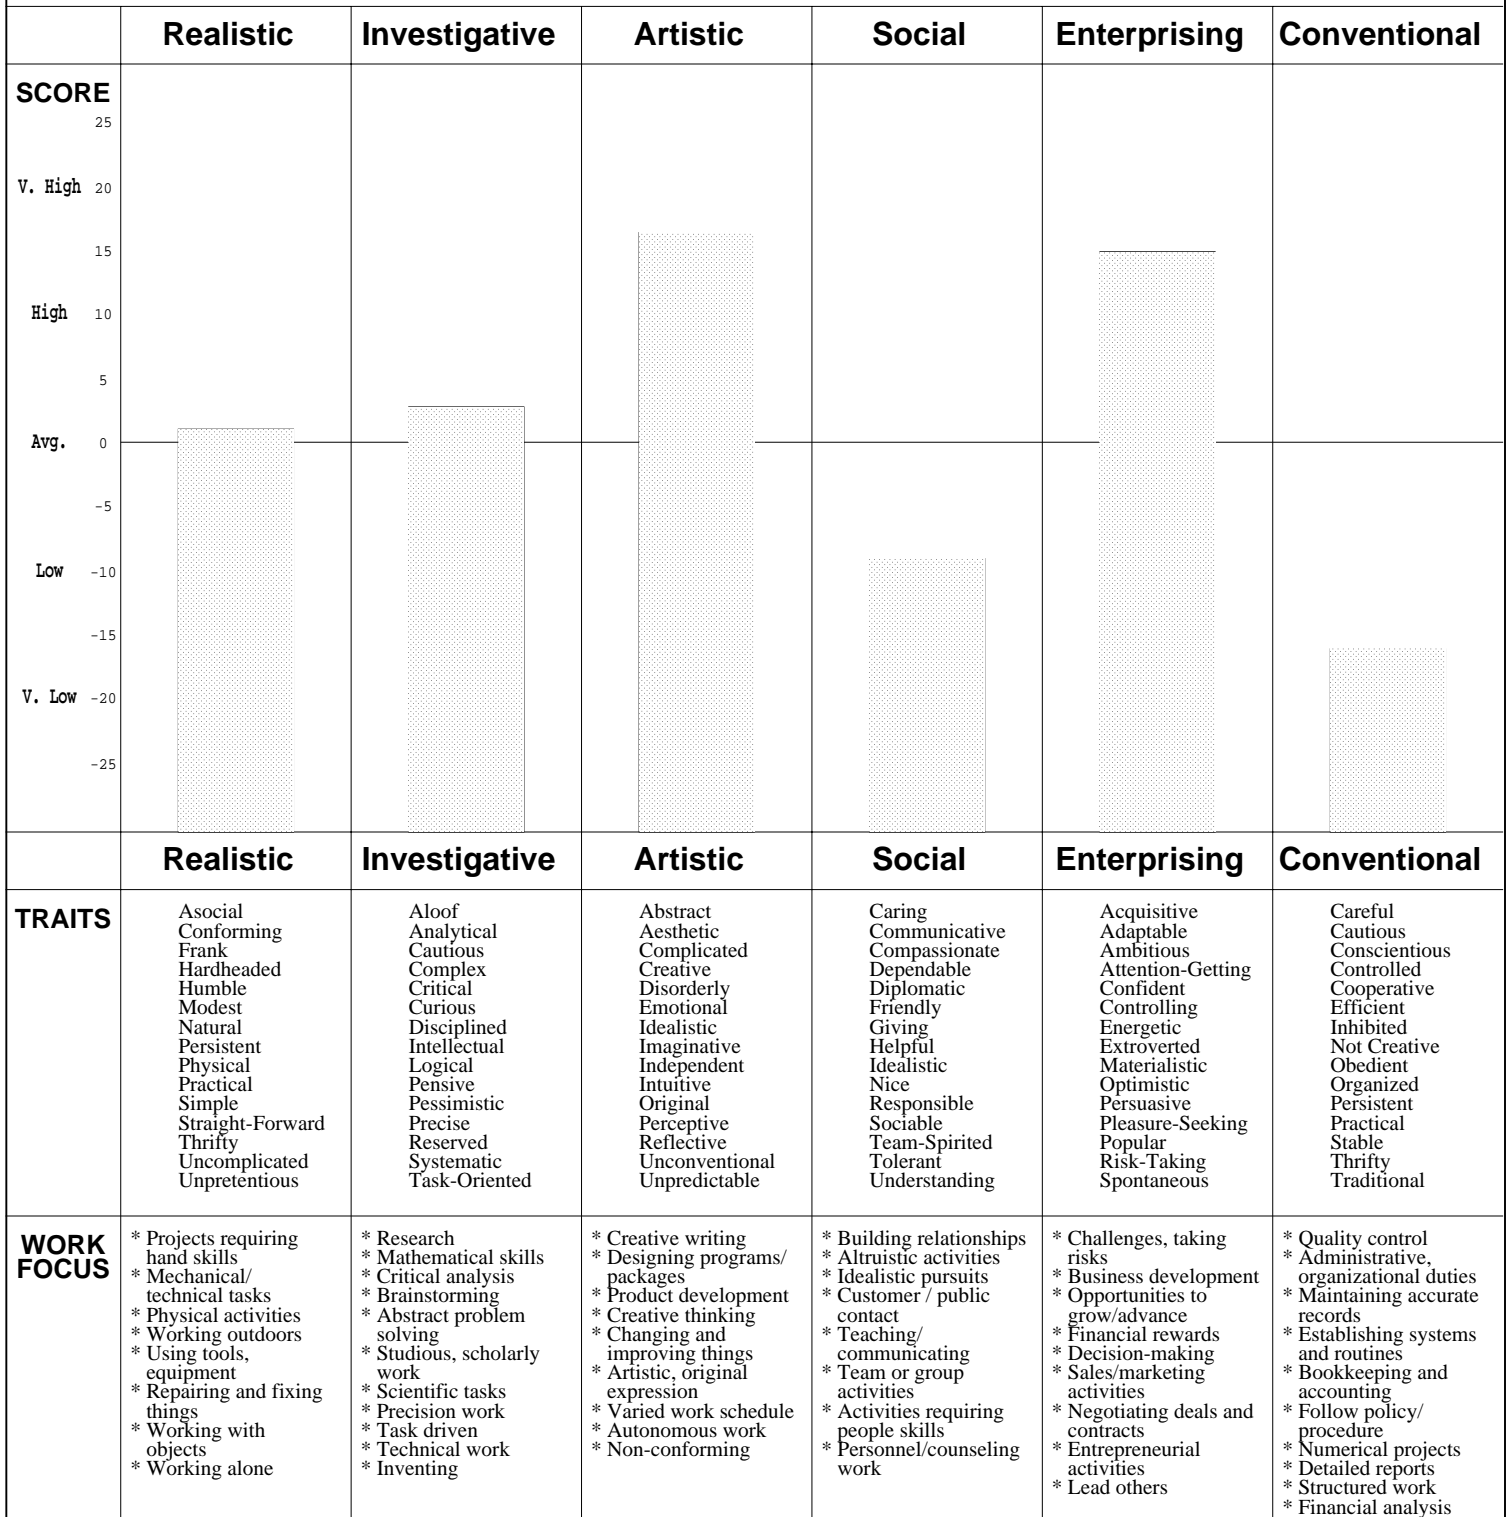 Realistic Investigative Artistic Social Enterprising Conventional
SCORE
25
V. High 20
15
High 10
5
Avg. 0
-5
Low -10
-15
V. Low -20
-25
Realistic Investigative Artistic Social Enterprising Conventional
TRAITS
Asocial
Conforming
Frank
Hardheaded
Humble
Modest
Natural
Persistent
Physical
Practical
Simple
Straight-Forward
Thrifty
Uncomplicated
Unpretentious
Aloof
Analytical
Cautious
Complex
Critical
Curious
Disciplined
Intellectual
Logical
Pensive
Pessimistic
Precise
Reserved
Systematic
Task-Oriented
Abstract
Aesthetic
Complicated
Creative
Disorderly
Emotional
Idealistic
Imaginative
Independent
Intuitive
Original
Perceptive
Reflective
Unconventional
Unpredictable
Caring
Communicative
Compassionate
Dependable
Diplomatic
Friendly
Giving
Helpful
Idealistic
Nice
Responsible
Sociable
Team-Spirited
Tolerant
Understanding
Acquisitive
Adaptable
Ambitious
Attention-Getting
Confident
Controlling
Energetic
Extroverted
Materialistic
Optimistic
Persuasive
Pleasure-Seeking
Popular
Risk-Taking
Spontaneous
Careful
Cautious
Conscientious
Controlled
Cooperative
Efficient
Inhibited
Not Creative
Obedient
Organized
Persistent
Practical
Stable
Thrifty
Traditional
WORK
FOCUS
* Projects requiring
hand skills
* Mechanical/
technical tasks
* Physical activities
* Working outdoors
* Using tools,
equipment
* Repairing and fixing
things
* Working with
objects
* Working alone
* Research
* Mathematical skills
* Critical analysis
* Brainstorming
* Abstract problem
solving
* Studious, scholarly
work
* Scientific tasks
* Precision work
* Task driven
* Technical work
* Inventing
* Creative writing
* Designing programs/
packages
* Product development
* Creative thinking
* Changing and
improving things
* Artistic, original
expression
* Varied work schedule
* Autonomous work
* Non-conforming
* Building relationships
* Altruistic activities
* Idealistic pursuits
* Customer / public
contact
* Teaching/
communicating
* Team or group
activities
* Activities requiring
people skills
* Personnel/counseling
work
* Challenges, taking
risks
* Business development
* Opportunities to
grow/advance
* Financial rewards
* Decision-making
* Sales/marketing
activities
* Negotiating deals and
contracts
* Entrepreneurial
activities
* Lead others
* Quality control
* Administrative,
organizational duties
* Maintaining accurate
records
* Establishing systems
and routines
* Bookkeeping and
accounting
* Follow policy/
procedure
* Numerical projects
* Detailed reports
* Structured work
* Financial analysis